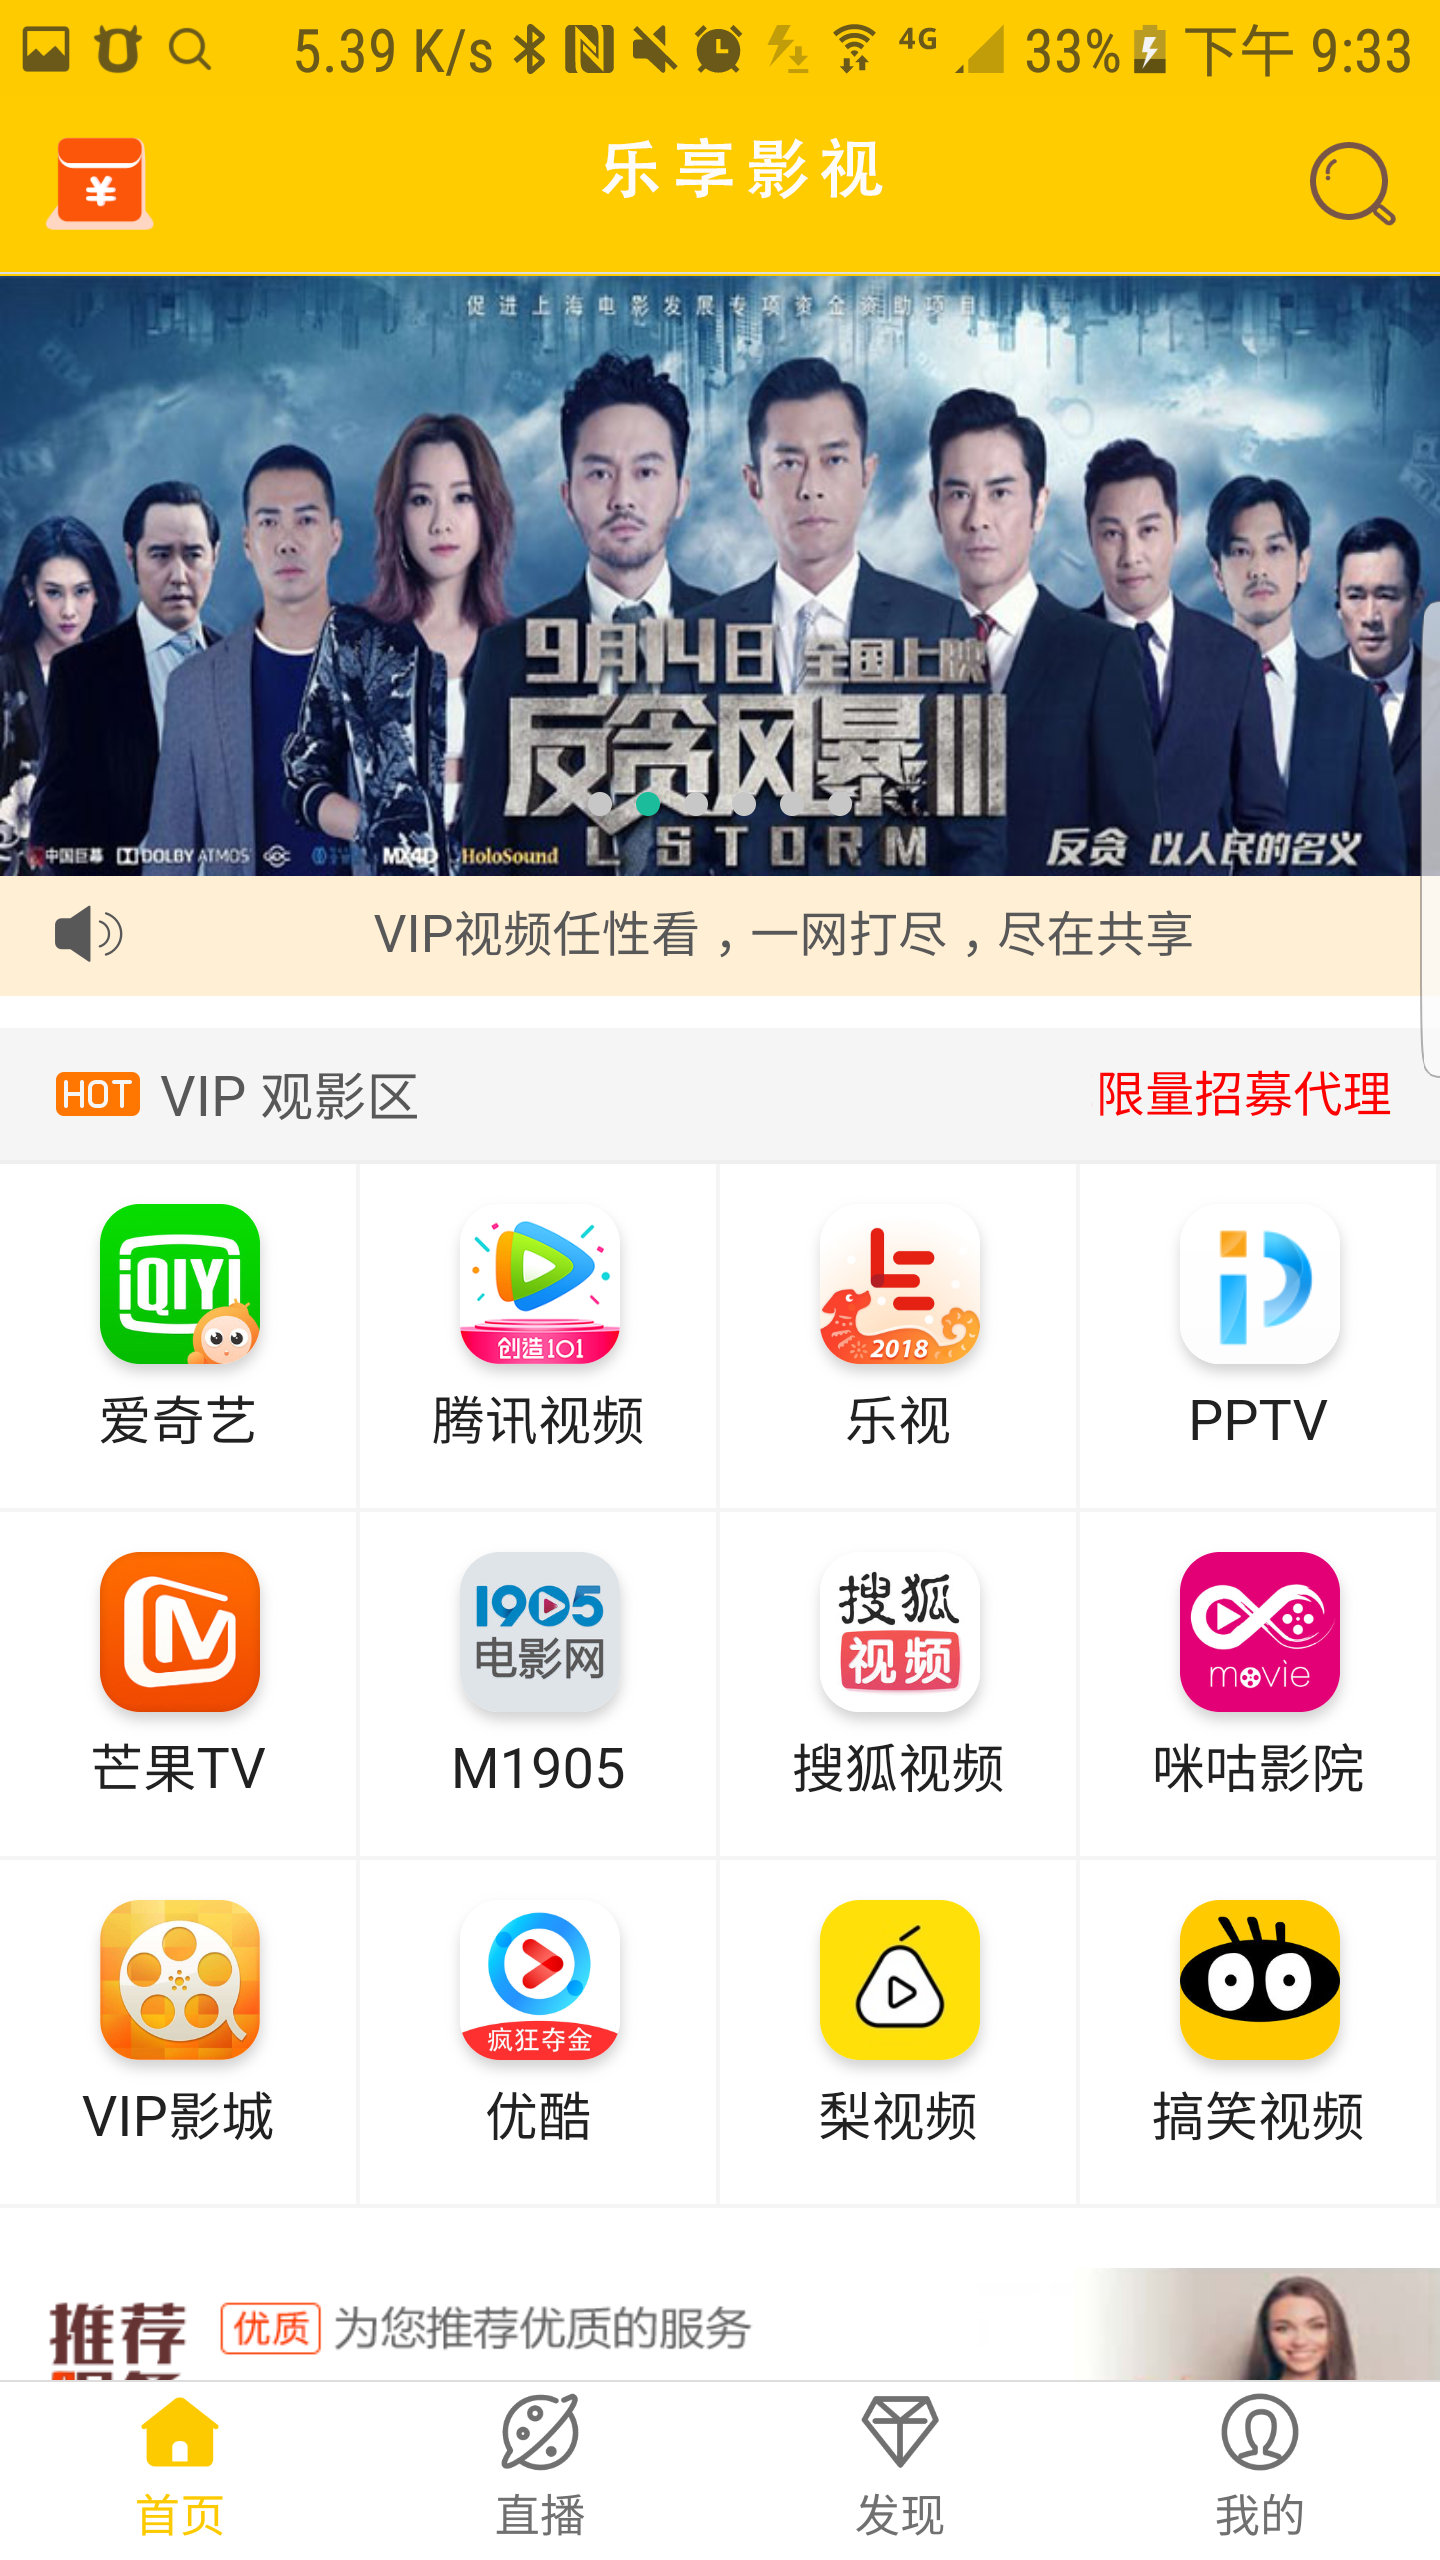 5.39 K/s 4G 33% 下午 9:33
乐享影视
促进上海电影发展专项资金资助项目
9月14日 全国上映
反贪风暴III
L STORM
中国巨幕 DOLBY ATMOS MX4D HoloSound 反贪 以人民的名义
VIP视频任性看，一网打尽，尽在共享
HOT VIP 观影区 限量招募代理
iQIYI 创造101 2018
爱奇艺 腾讯视频 乐视 PPTV
1905 电影网 搜狐 视频 movie
芒果TV M1905 搜狐视频 咪咕影院
疯狂夺金
VIP影城 优酷 梨视频 搞笑视频
推荐 优质 为您推荐优质的服务
首页 直播 发现 我的